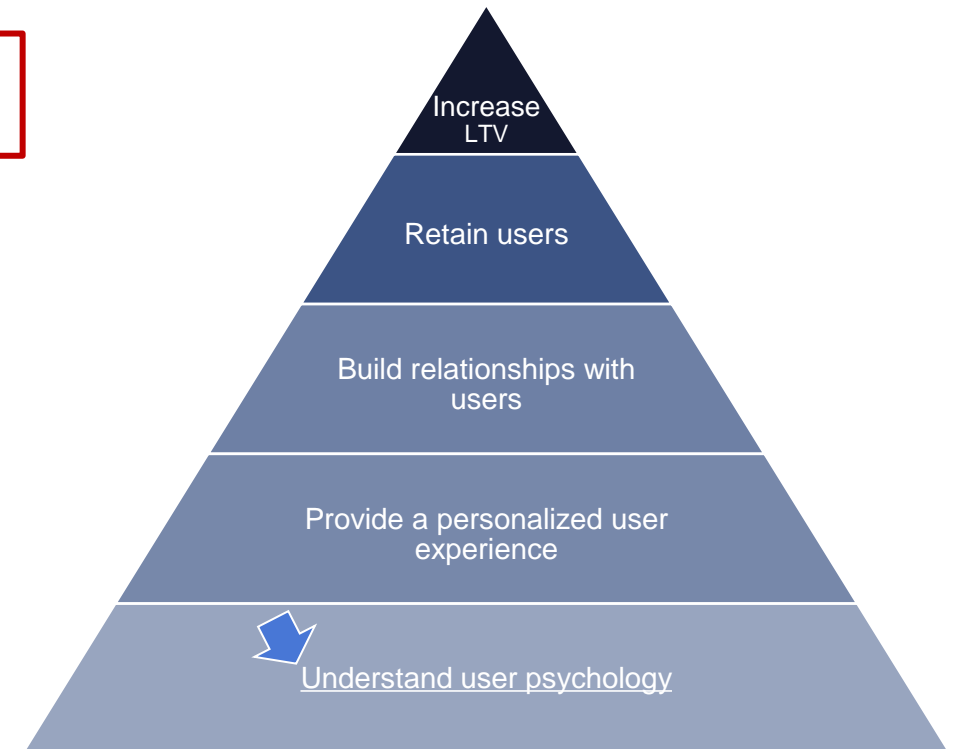 Increase
LTV
Retain users
Build relationships with
users
Provide a personalized user
experience
Understand user psychology